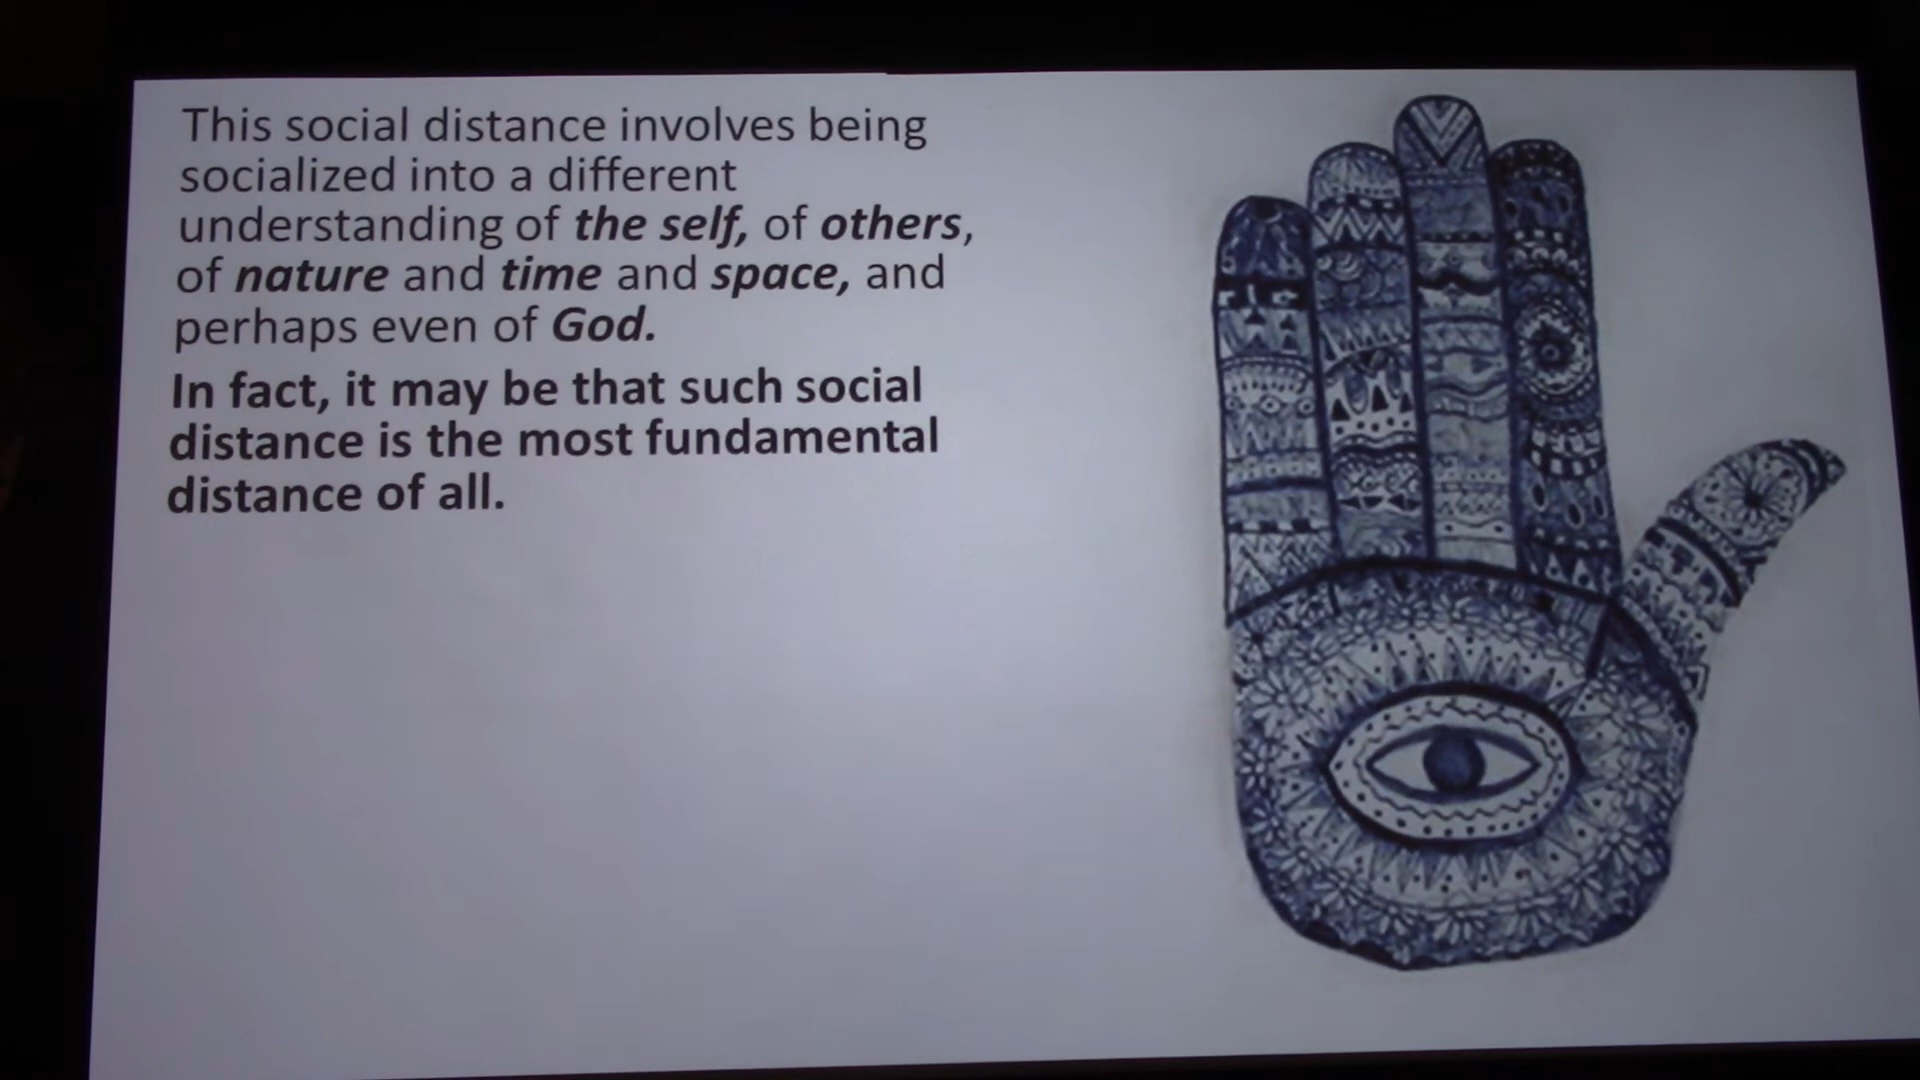 This social distance involves being
socialized into a different
understanding of the self, of others,
of nature and time and space, and
perhaps even of God.
In fact, it may be that such social
distance is the most fundamental
distance of all.